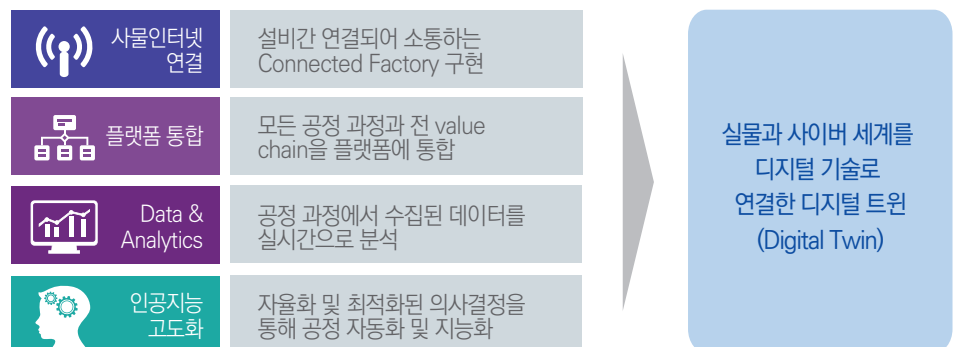 사물인터넷
연결
설비간 연결되어 소통하는
Connected Factory 구현
플랫폼 통합
모든 공정 과정과 전 value
chain을 플랫폼에 통합
Data &
Analytics
공정 과정에서 수집된 데이터를
실시간으로 분석
인공지능
고도화
자율화 및 최적화된 의사결정을
통해 공정 자동화 및 지능화
실물과 사이버 세계를
디지털 기술로
연결한 디지털 트윈
(Digital Twin)